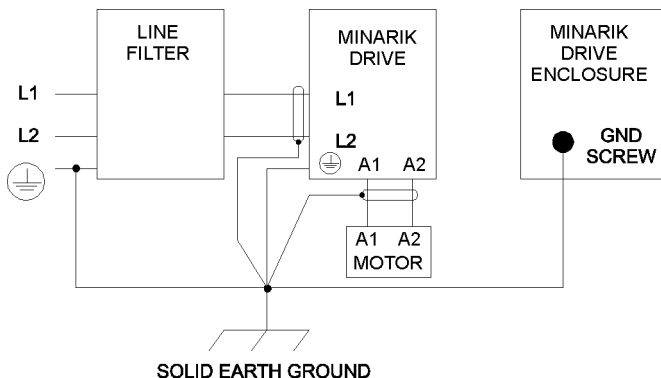 LINE
FILTER
MINARIK
DRIVE
MINARIK
DRIVE
ENCLOSURE
L1
L1
L2
L2
GND
SCREW
A1 A2
A1 A2
MOTOR
SOLID EARTH GROUND